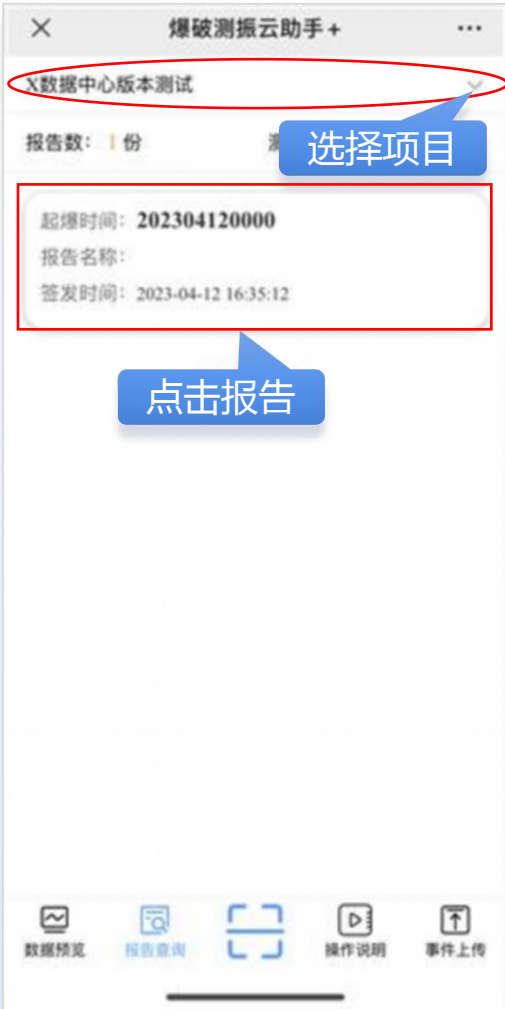 爆破测振云助手+
X数据中心版本测试
报告数：1份
选择项目
起爆时间：202304120000
报告名称：
签发时间：2023-04-12 16:35:12
点击报告
数据预览 报告查询 操作说明 事件上传